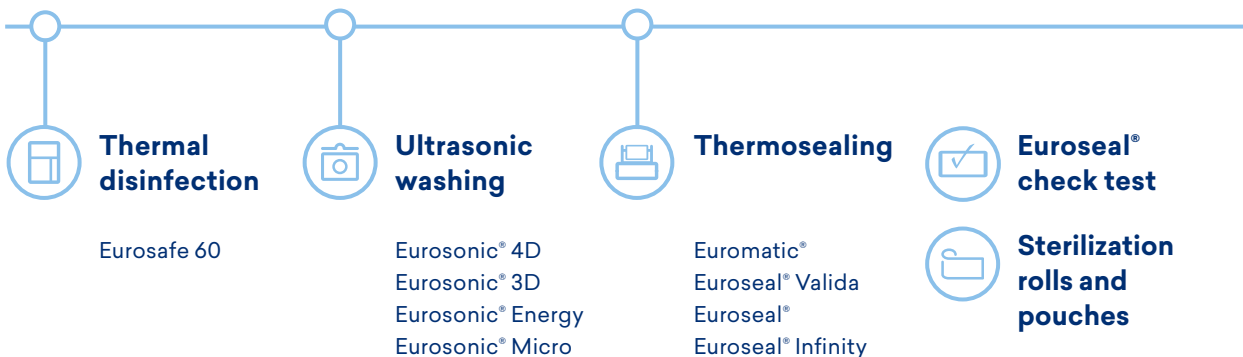 Thermal
disinfection
Eurosafe 60
Ultrasonic
washing
Eurosonic® 4D
Eurosonic® 3D
Eurosonic® Energy
Eurosonic® Micro
Thermosealing
Euromatic®
Euroseal® Valida
Euroseal®
Euroseal® Infinity
Euroseal®
check test
Sterilization
rolls and
pouches